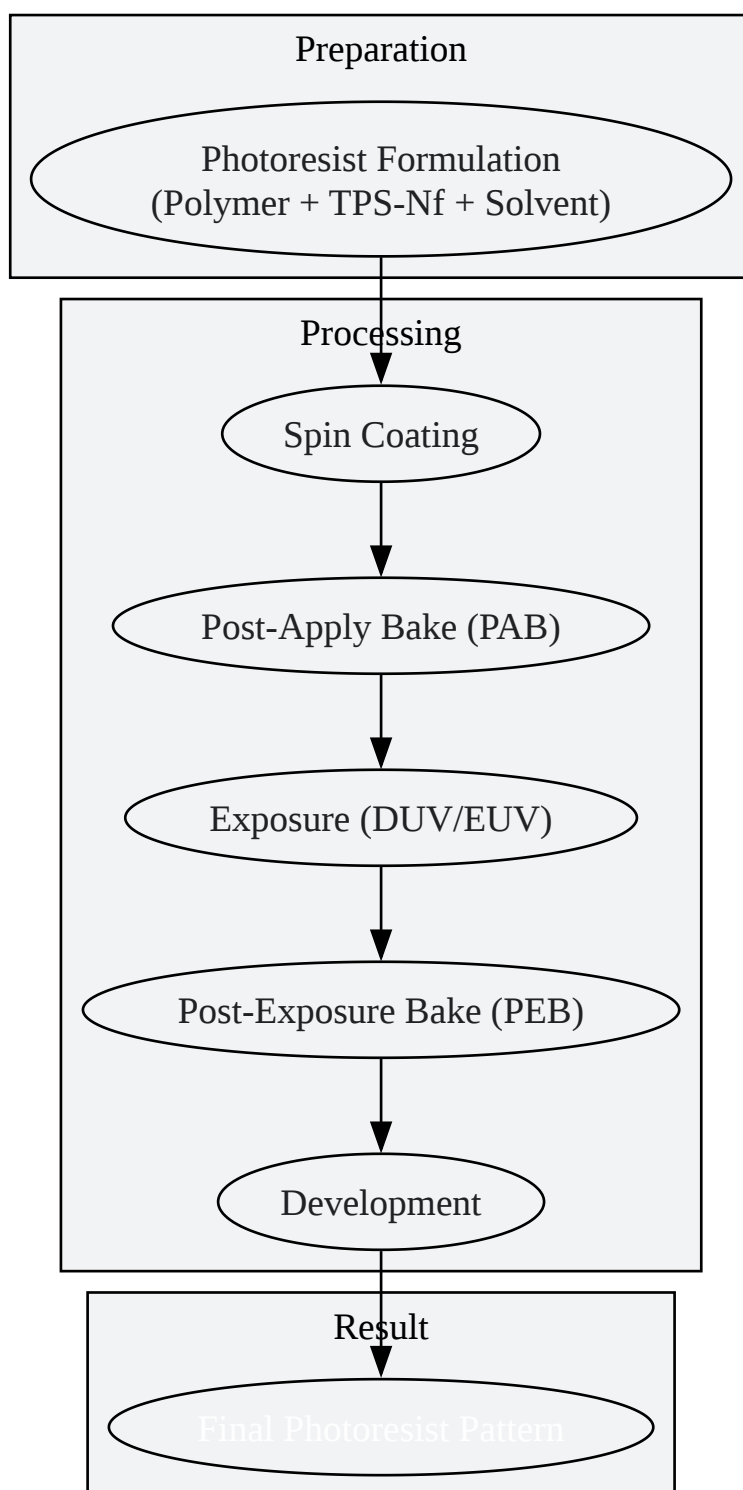 Preparation
Photoresist Formulation
(Polymer + TPS-Nf + Solvent)
Processing
Spin Coating
Post-Apply Bake (PAB)
Exposure (DUV/EUV)
Post-Exposure Bake (PEB)
Development
Result
Final Photoresist Pattern